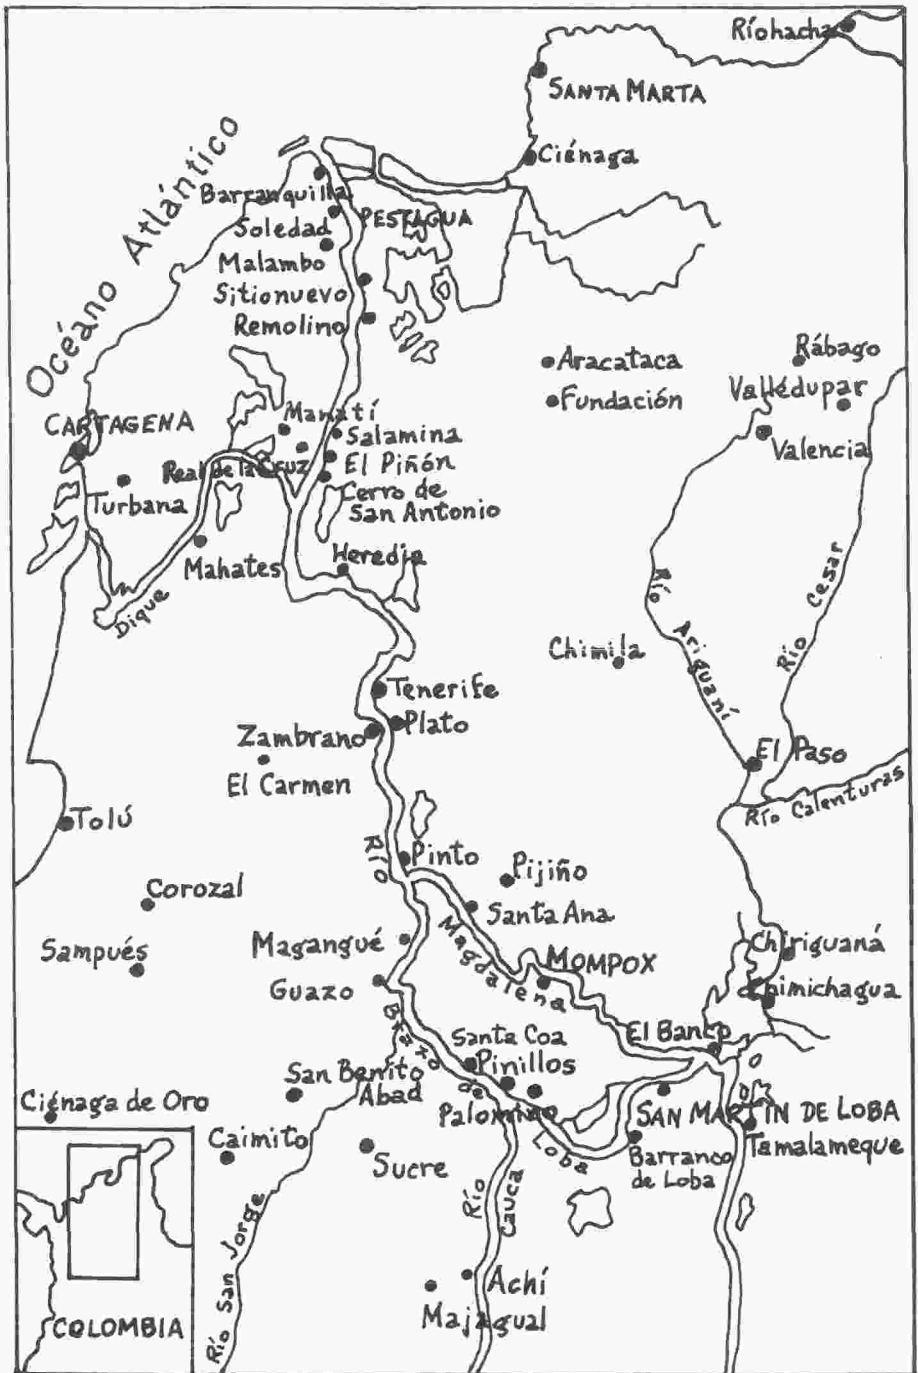 Ríohacha
SANTA MARTA
Ciénaga
Océano Atlántico
Barranquilla
PESTAGUA
Soledad
Malambo
Sitionuevo
Remolino
Aracataca
Rábago
Valledupar
Fundación
Manatí
CARTAGENA
Salamina
Valencia
El Piñón
Real de la Cruz
Cerro de
San Antonio
Turbana
Heredia
Mahates
Dique
Río Cesar
Río Ariguaní
Chimila
Tenerife
Plato
Zambrano
El Carmen
El Paso
Río Calenturas
Tolú
Río Magdalena
Pinto
Pijiño
Corozal
Santa Ana
Magangué
Chiriguaná
Sampués
MOMPOX
Guazo
Chimichagua
Brazo de Loba
Santa Coa
El Banco
Pinillos
San Benito
Abad
Ciénaga de Oro
Palomino
SAN MARTIN DE LOBA
Caimito
Barranco
de Loba
Tamalameque
Sucre
Río Cauca
Río San Jorge
Achí
Majagual
COLOMBIA